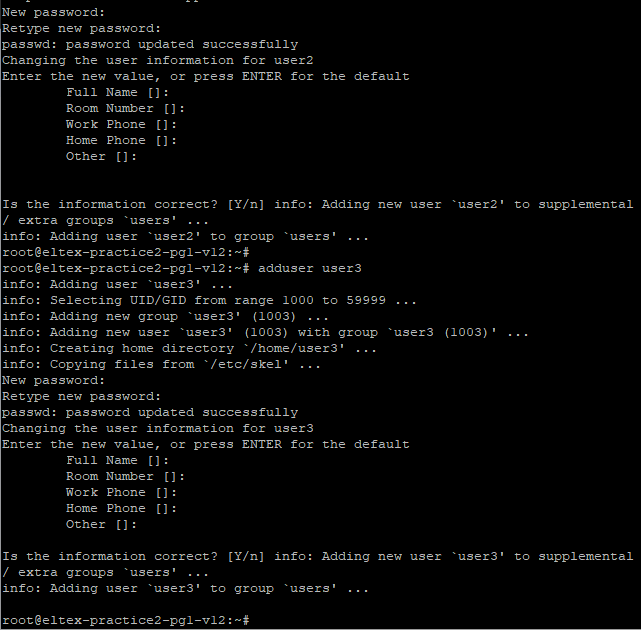 New password:
Retype new password:
passwd: password updated successfully
Changing the user information for user2
Enter the new value, or press ENTER for the default
        Full Name []:
        Room Number []:
        Work Phone []:
        Home Phone []:
        Other []:
Is the information correct? [Y/n] info: Adding new user `user2' to supplemental
/ extra groups `users' ...
info: Adding user `user2' to group `users' ...
root@eltex-practice2-pg1-v12:~#
root@eltex-practice2-pg1-v12:~# adduser user3
info: Adding user `user3' ...
info: Selecting UID/GID from range 1000 to 59999 ...
info: Adding new group `user3' (1003) ...
info: Adding new user `user3' (1003) with group `user3 (1003)' ...
info: Creating home directory `/home/user3' ...
info: Copying files from `/etc/skel' ...
New password:
Retype new password:
passwd: password updated successfully
Changing the user information for user3
Enter the new value, or press ENTER for the default
        Full Name []:
        Room Number []:
        Work Phone []:
        Home Phone []:
        Other []:
Is the information correct? [Y/n] info: Adding new user `user3' to supplemental
/ extra groups `users' ...
info: Adding user `user3' to group `users' ...
root@eltex-practice2-pg1-v12:~#